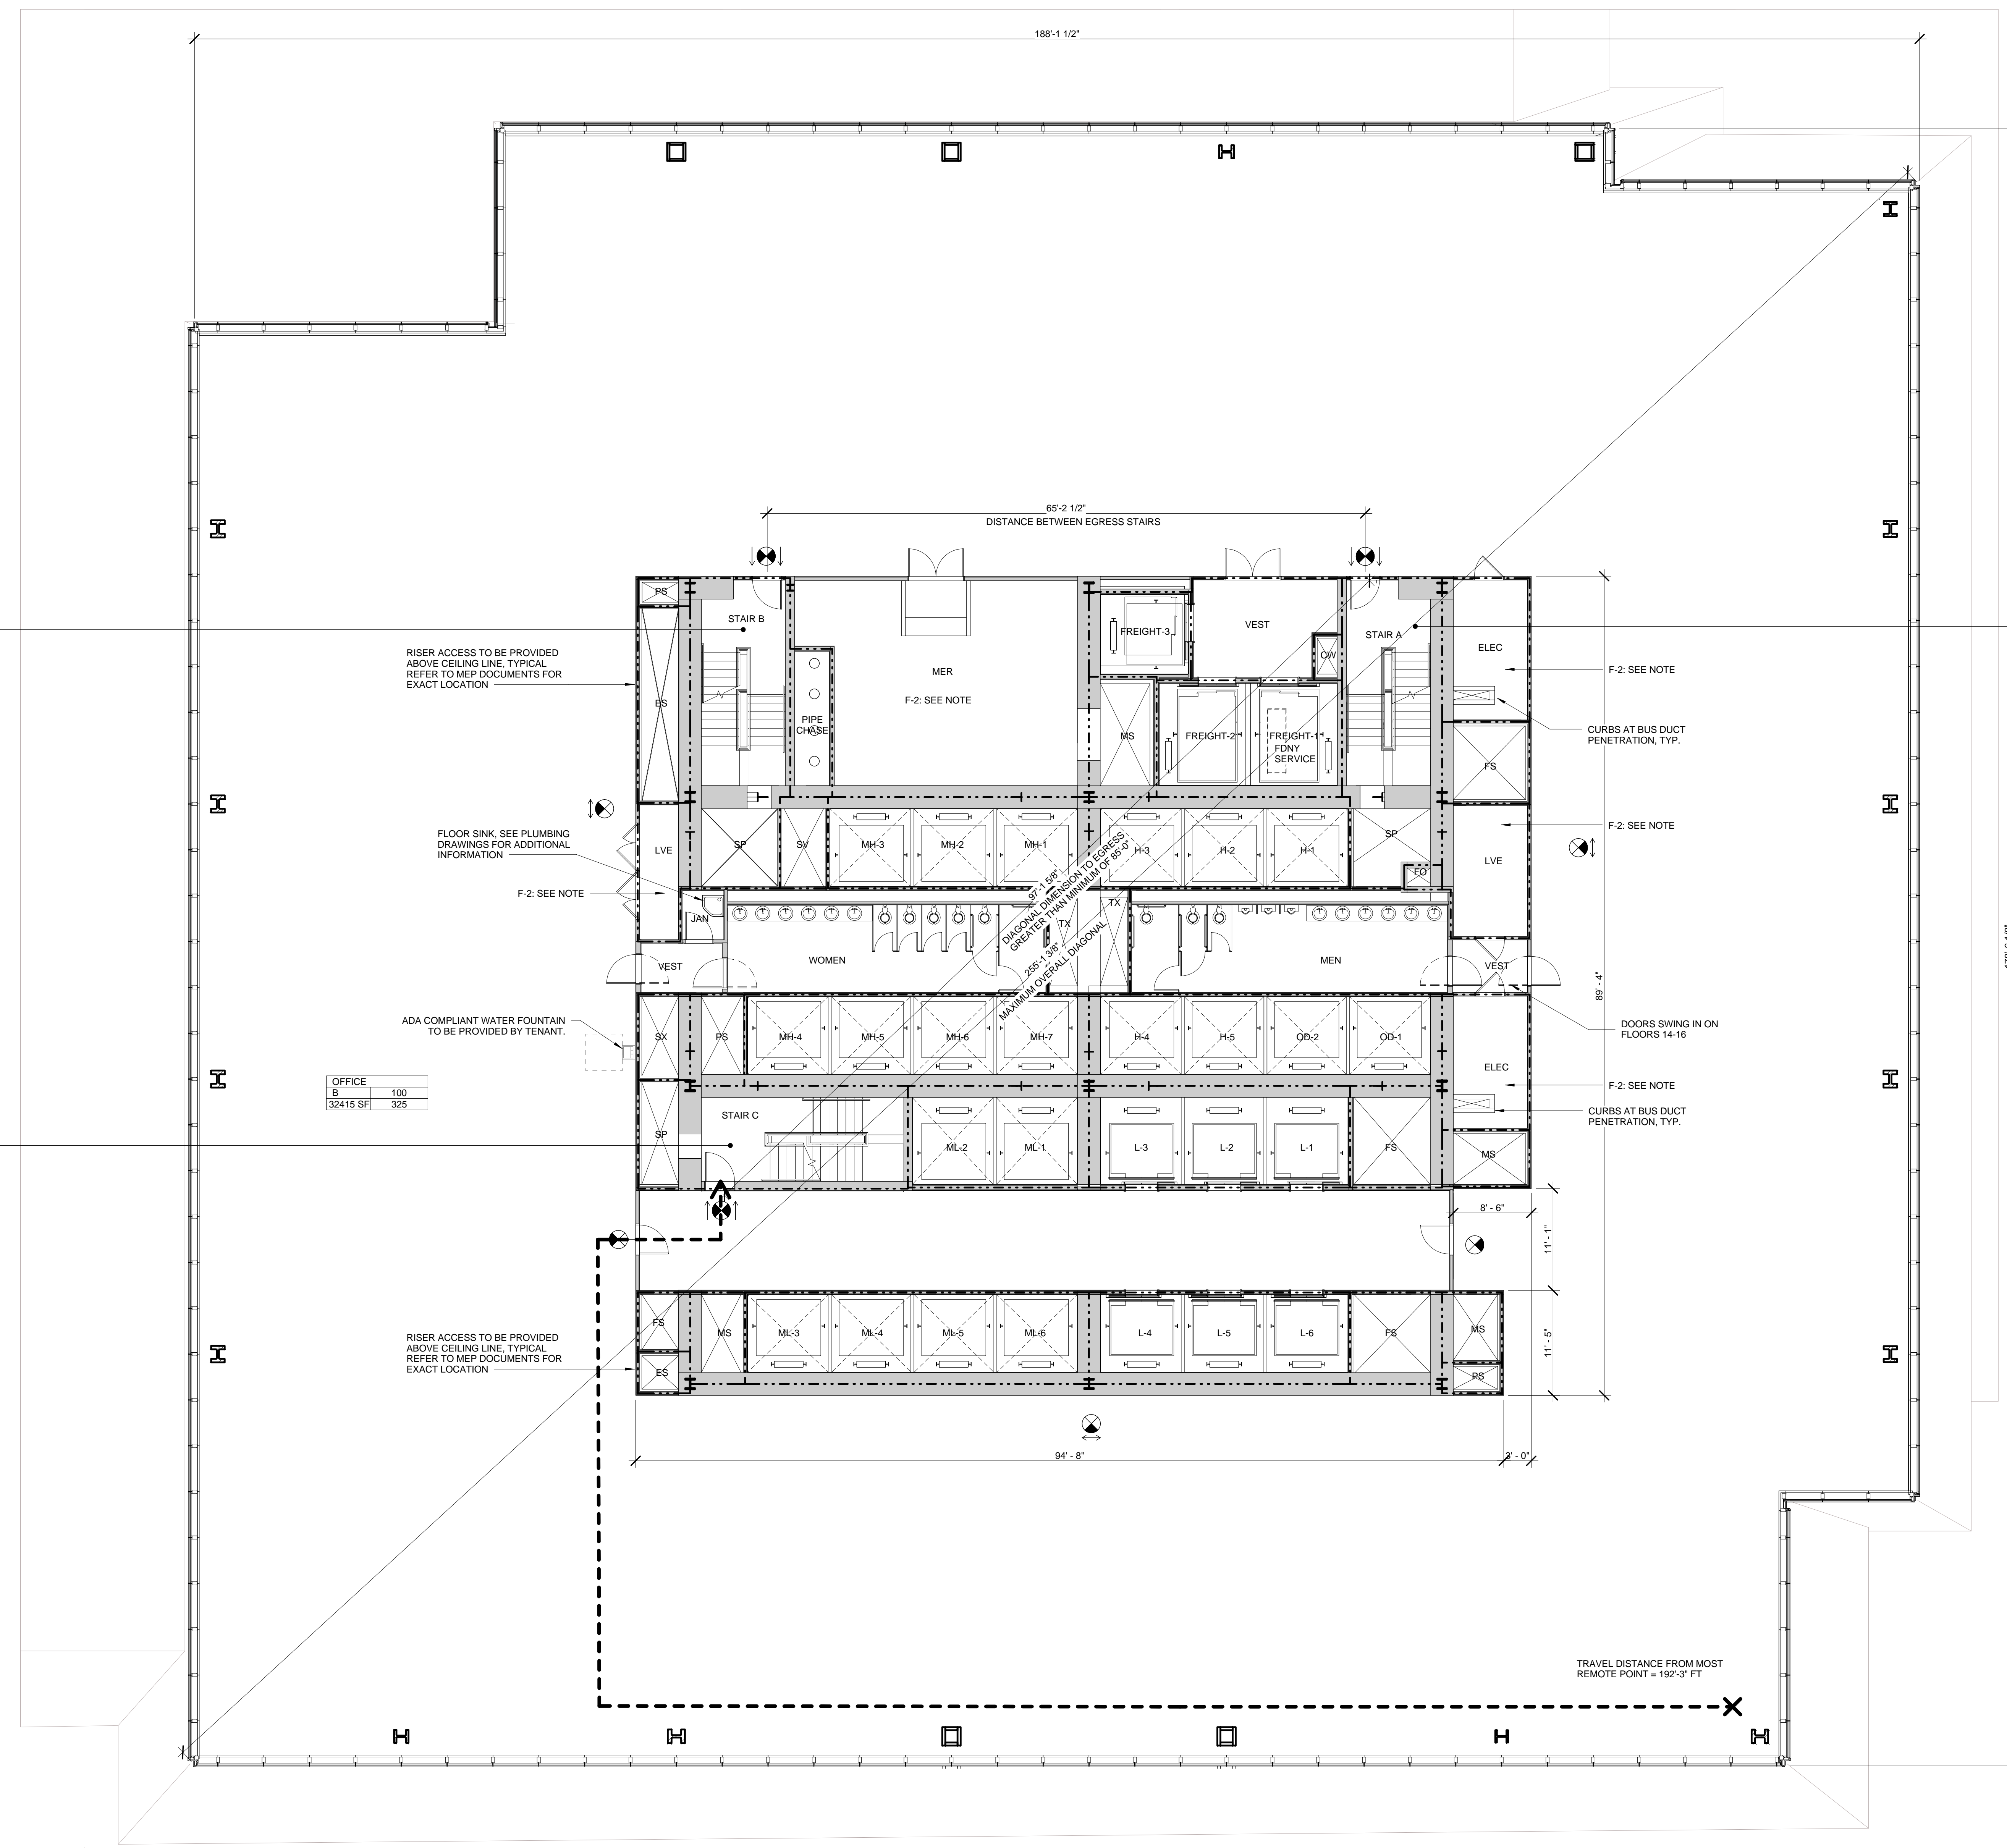 188'-1 1/2"
65'-2 1/2"
DISTANCE BETWEEN EGRESS STAIRS
PS
STAIR B
FREIGHT-3
VEST
STAIR A
ELEC
RISER ACCESS TO BE PROVIDED
ABOVE CEILING LINE, TYPICAL
REFER TO MEP DOCUMENTS FOR
EXACT LOCATION
CW
MER
F-2: SEE NOTE
F-2: SEE NOTE
ES
PIPE
CHASE
MS
FREIGHT-2
FREIGHT-1
FDNY
SERVICE
CURBS AT BUS DUCT
PENETRATION, TYP.
FS
FLOOR SINK, SEE PLUMBING
DRAWINGS FOR ADDITIONAL
INFORMATION
LVE
SP
SV
MH-3
MH-2
MH-1
H-3
H-2
H-1
SP
F-2: SEE NOTE
LVE
FO
F-2: SEE NOTE
97'-1 5/8"
DIAGONAL DIMENSION TO EGRESS
GREATER THAN MINIMUM OF 85'-0"
JAN
TX
TX
VEST
WOMEN
255'-1 3/8"
MAXIMUM OVERALL DIAGONAL
MEN
VEST
89' - 4"
ADA COMPLIANT WATER FOUNTAIN
TO BE PROVIDED BY TENANT.
SX
PS
MH-4
MH-5
MH-6
MH-7
H-4
H-5
OD-2
OD-1
DOORS SWING IN ON
FLOORS 14-16
ELEC
F-2: SEE NOTE
OFFICE
B 100
32415 SF 325
CURBS AT BUS DUCT
PENETRATION, TYP.
STAIR C
SP
ML-2
ML-1
L-3
L-2
L-1
FS
MS
8' - 6"
11' - 1"
RISER ACCESS TO BE PROVIDED
ABOVE CEILING LINE, TYPICAL
REFER TO MEP DOCUMENTS FOR
EXACT LOCATION
FS
MS
ML-3
ML-4
ML-5
ML-6
L-4
L-5
L-6
FS
MS
11' - 5"
ES
PS
94' - 8"
3' - 0"
TRAVEL DISTANCE FROM MOST
REMOTE POINT = 192'-3" FT